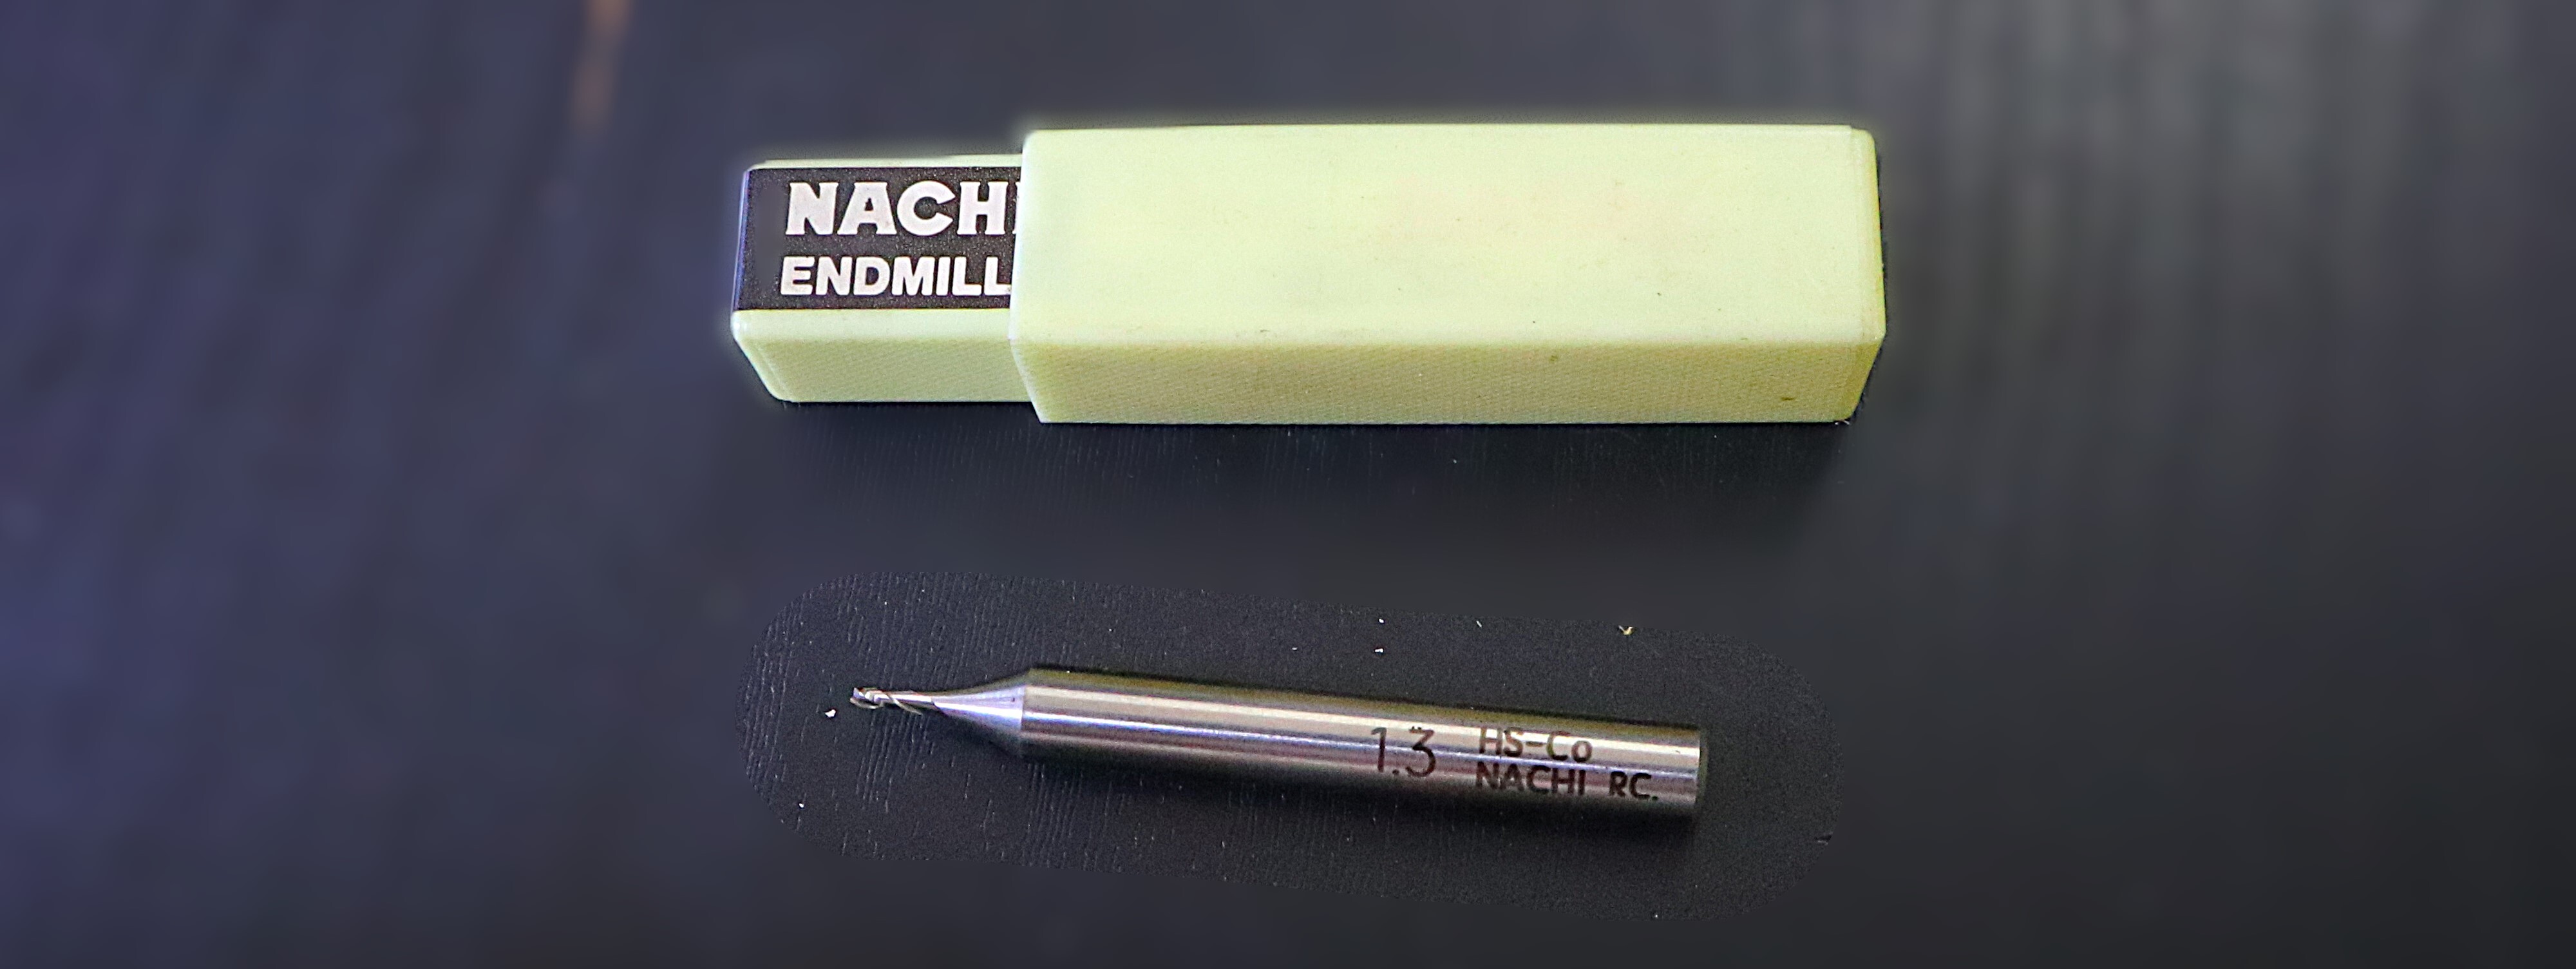 NACHI
ENDMILL
1.3 HS-Co
NACHI RC.